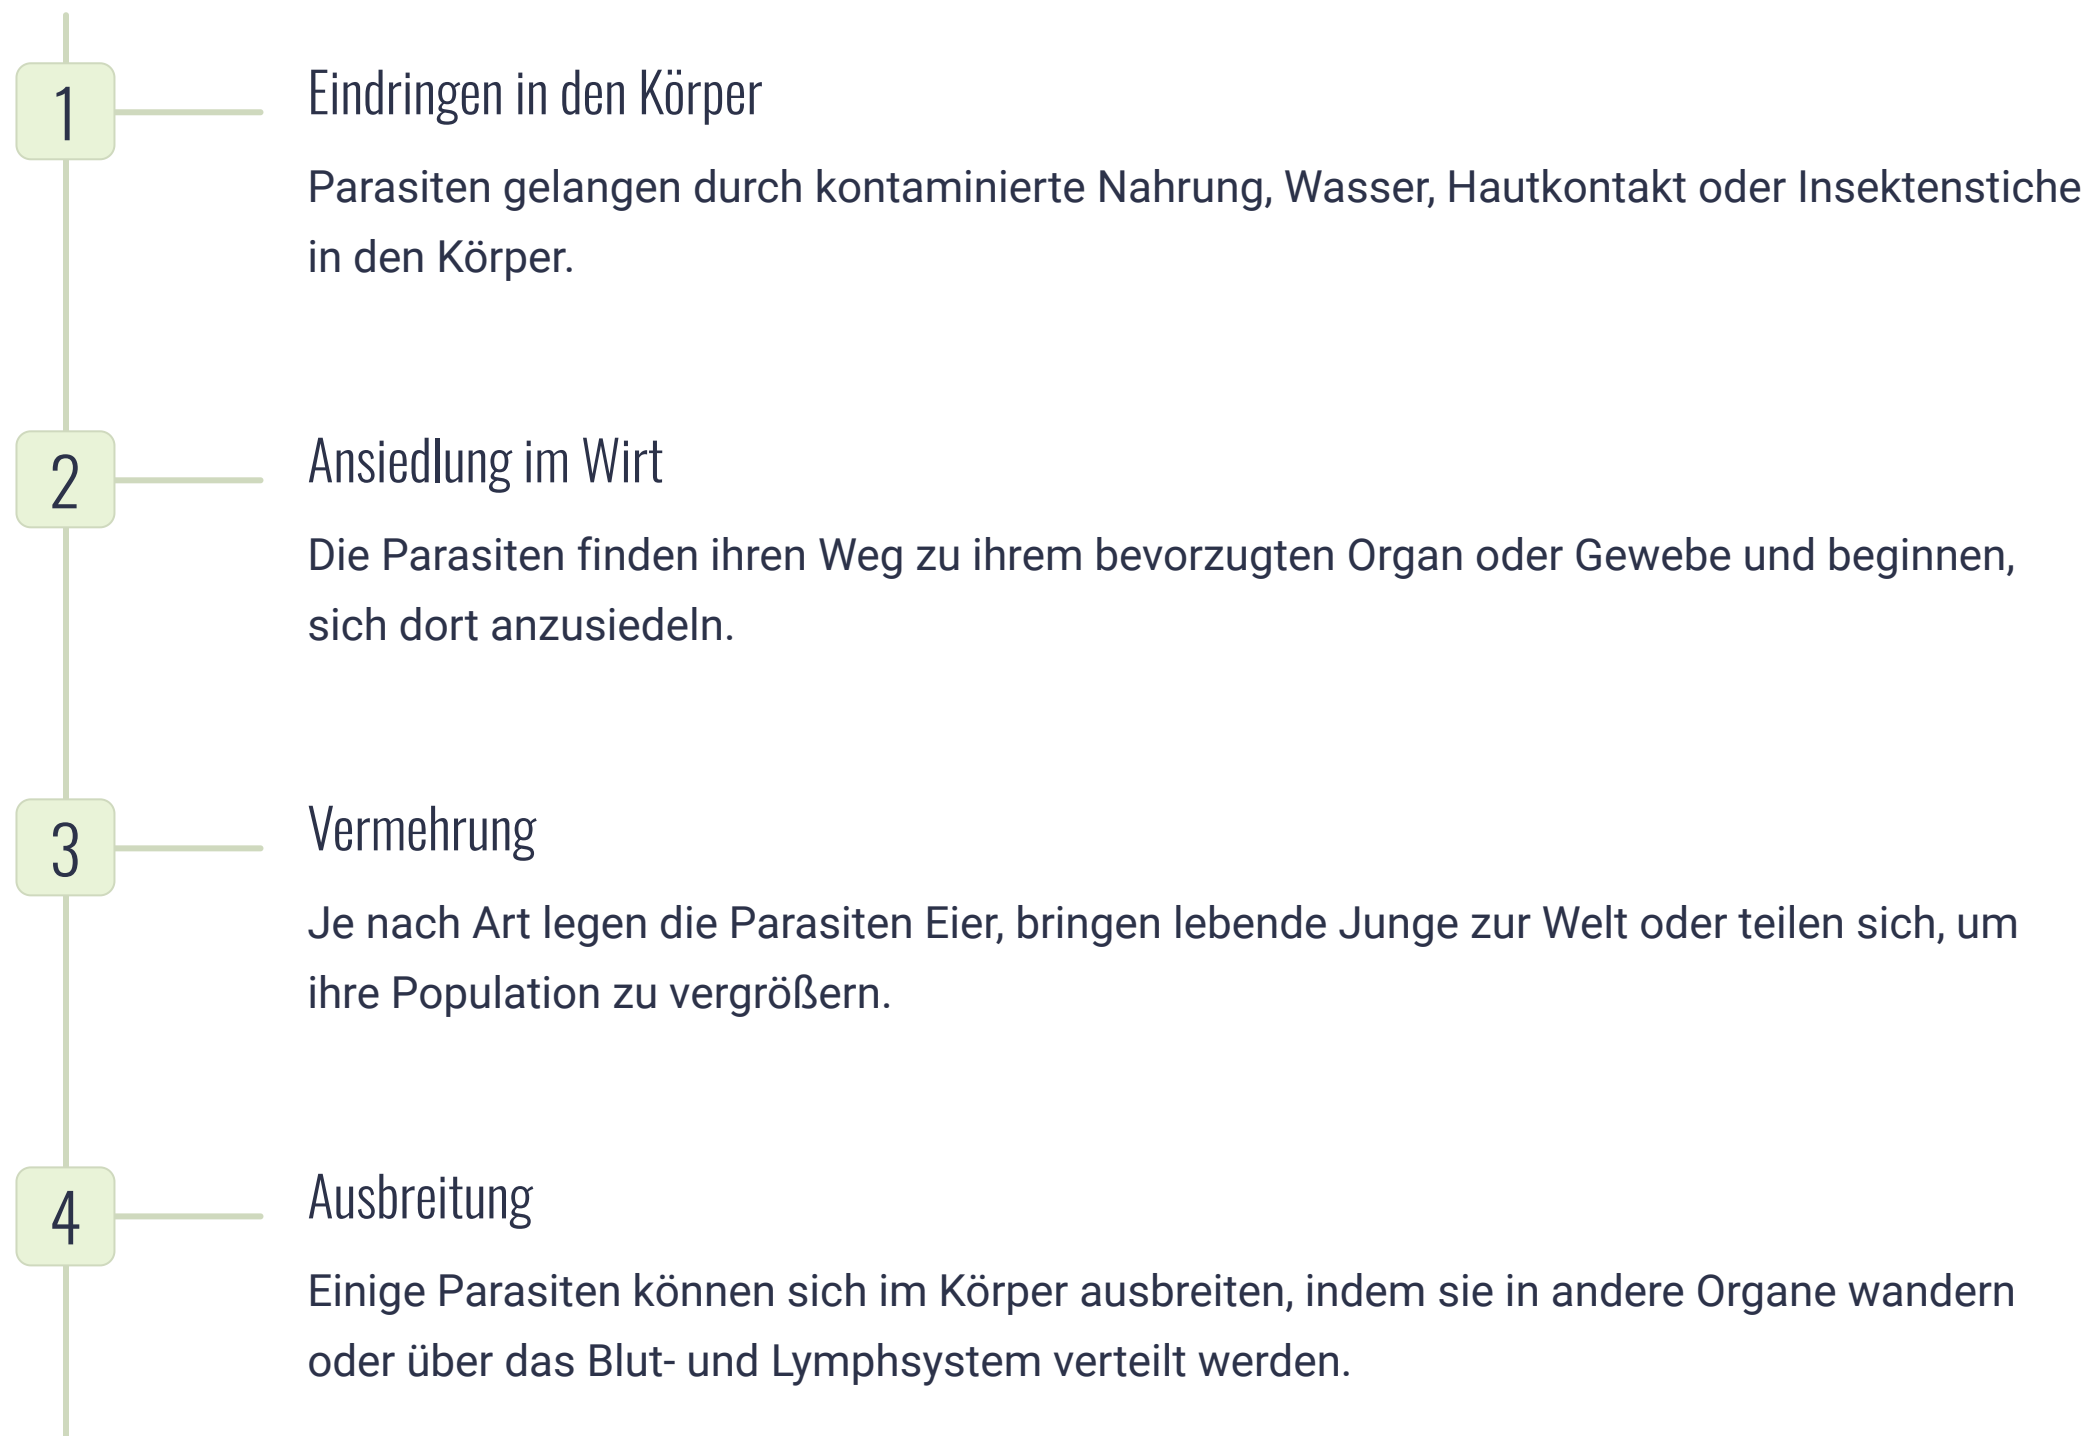 1
Eindringen in den Körper
Parasiten gelangen durch kontaminierte Nahrung, Wasser, Hautkontakt oder Insektenstiche
in den Körper.
2
Ansiedlung im Wirt
Die Parasiten finden ihren Weg zu ihrem bevorzugten Organ oder Gewebe und beginnen,
sich dort anzusiedeln.
3
Vermehrung
Je nach Art legen die Parasiten Eier, bringen lebende Junge zur Welt oder teilen sich, um
ihre Population zu vergrößern.
4
Ausbreitung
Einige Parasiten können sich im Körper ausbreiten, indem sie in andere Organe wandern
oder über das Blut- und Lymphsystem verteilt werden.